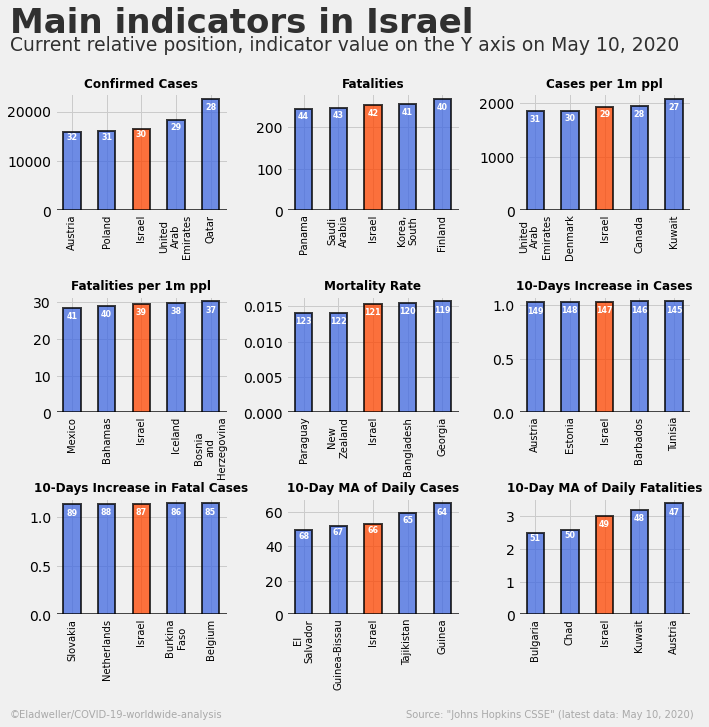 Main indicators in Israel
Current relative position, indicator value on the Y axis on May 10, 2020
Confirmed Cases
20000
10000
0
32
31
30
29
28
Austria
Poland
Israel
United
Arab
Emirates
Qatar
Fatalities
200
100
0
44
43
42
41
40
Panama
Saudi
Arabia
Israel
Korea,
South
Finland
Cases per 1m ppl
2000
1000
0
31
30
29
28
27
United
Arab
Emirates
Denmark
Israel
Canada
Kuwait
Fatalities per 1m ppl
30
20
10
0
41
40
39
38
37
Mexico
Bahamas
Israel
Iceland
Bosnia
and
Herzegovina
Mortality Rate
0.015
0.010
0.005
0.000
123
122
121
120
119
Paraguay
New
Zealand
Israel
Bangladesh
Georgia
10-Days Increase in Cases
1.0
0.5
0.0
149
148
147
146
145
Austria
Estonia
Israel
Barbados
Tunisia
10-Days Increase in Fatal Cases
1.0
0.5
0.0
89
88
87
86
85
Slovakia
Netherlands
Israel
Burkina
Faso
Belgium
10-Day MA of Daily Cases
60
40
20
0
68
67
66
65
64
El
Salvador
Guinea-Bissau
Israel
Tajikistan
Guinea
10-Day MA of Daily Fatalities
3
2
1
0
51
50
49
48
47
Bulgaria
Chad
Israel
Kuwait
Austria
©Eladweller/COVID-19-worldwide-analysis
Source: "Johns Hopkins CSSE" (latest data: May 10, 2020)